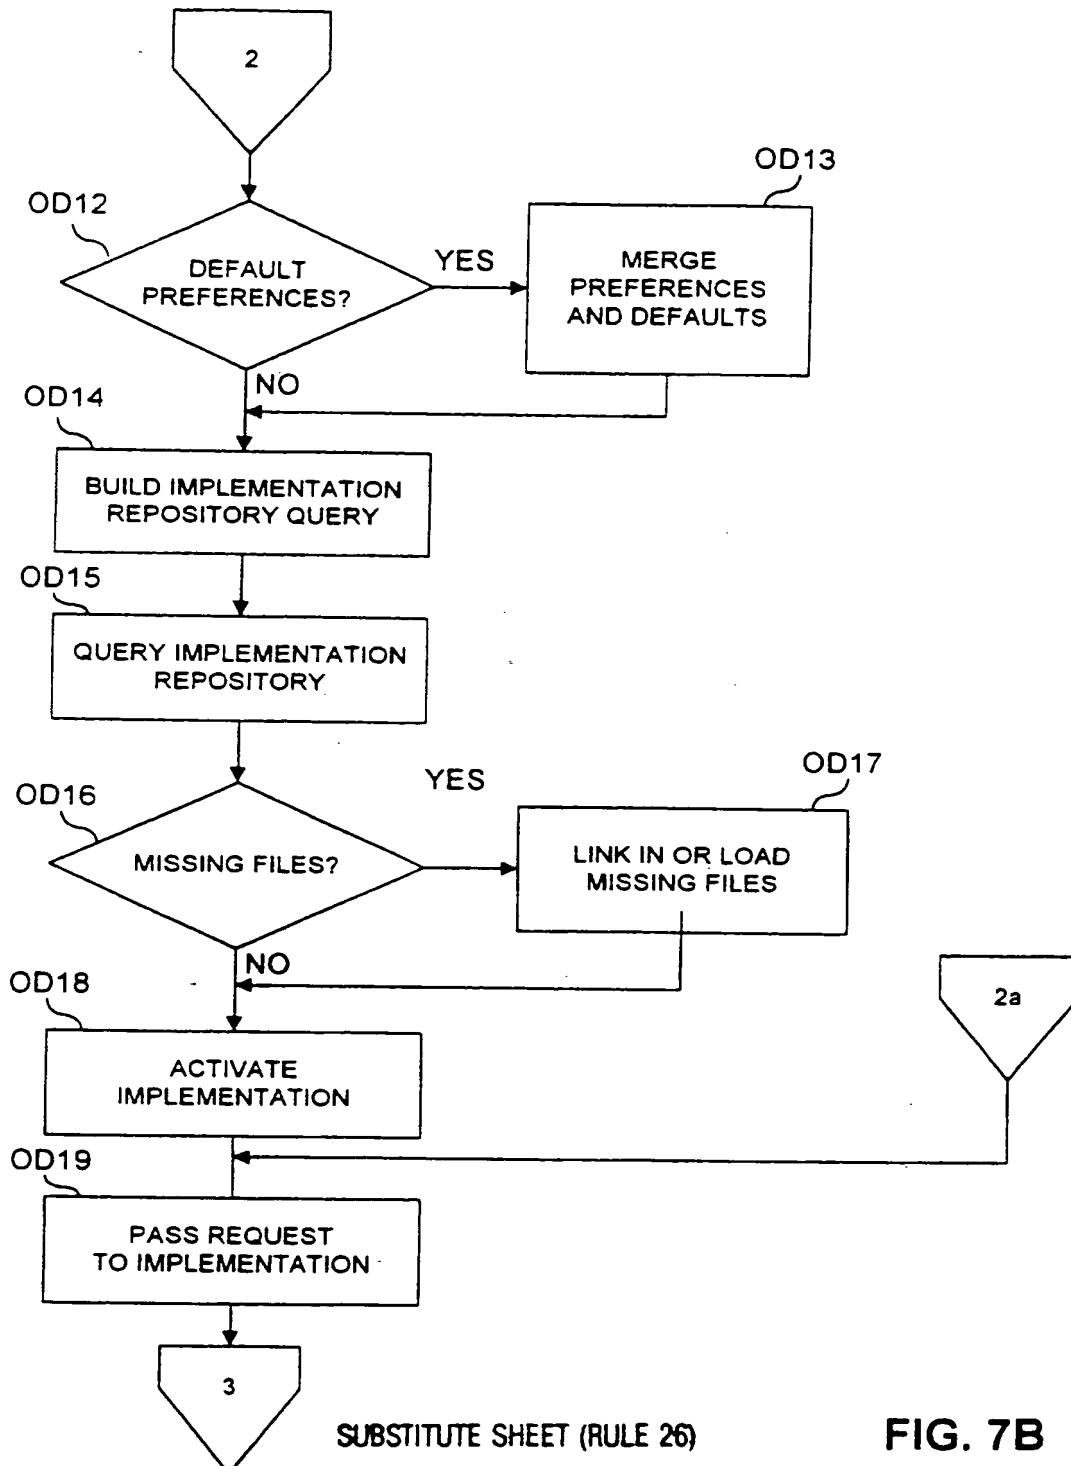 2
OD13
OD12
DEFAULT
PREFERENCES?
YES
MERGE
PREFERENCES
AND DEFAULTS
NO
OD14
BUILD IMPLEMENTATION
REPOSITORY QUERY
OD15
QUERY IMPLEMENTATION
REPOSITORY
OD16
MISSING FILES?
YES
OD17
LINK IN OR LOAD
MISSING FILES
NO
OD18
ACTIVATE
IMPLEMENTATION
2a
OD19
PASS REQUEST
TO IMPLEMENTATION
3
SUBSTITUTE SHEET (RULE 26)
FIG. 7B